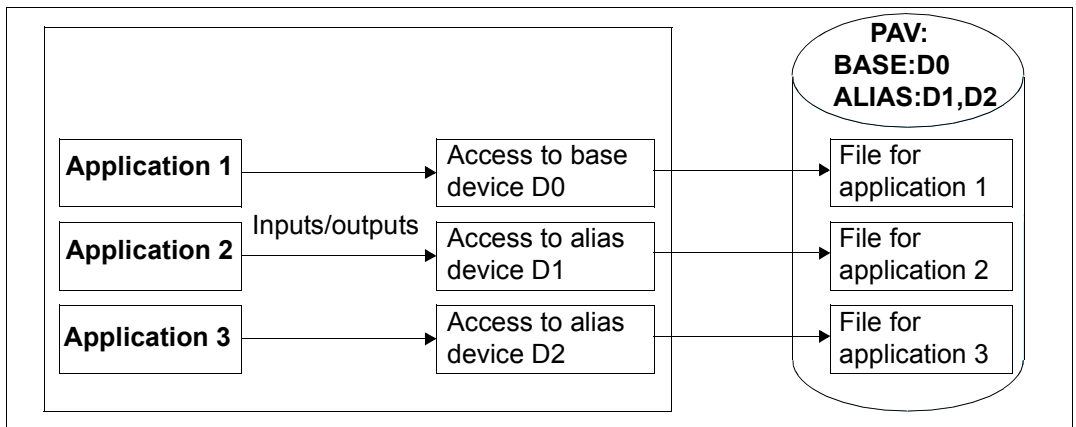 PAV:
BASE:D0
ALIAS:D1,D2
Application 1
Access to base
device D0
File for
application 1
Inputs/outputs
Application 2
Access to alias
device D1
File for
application 2
Application 3
Access to alias
device D2
File for
application 3